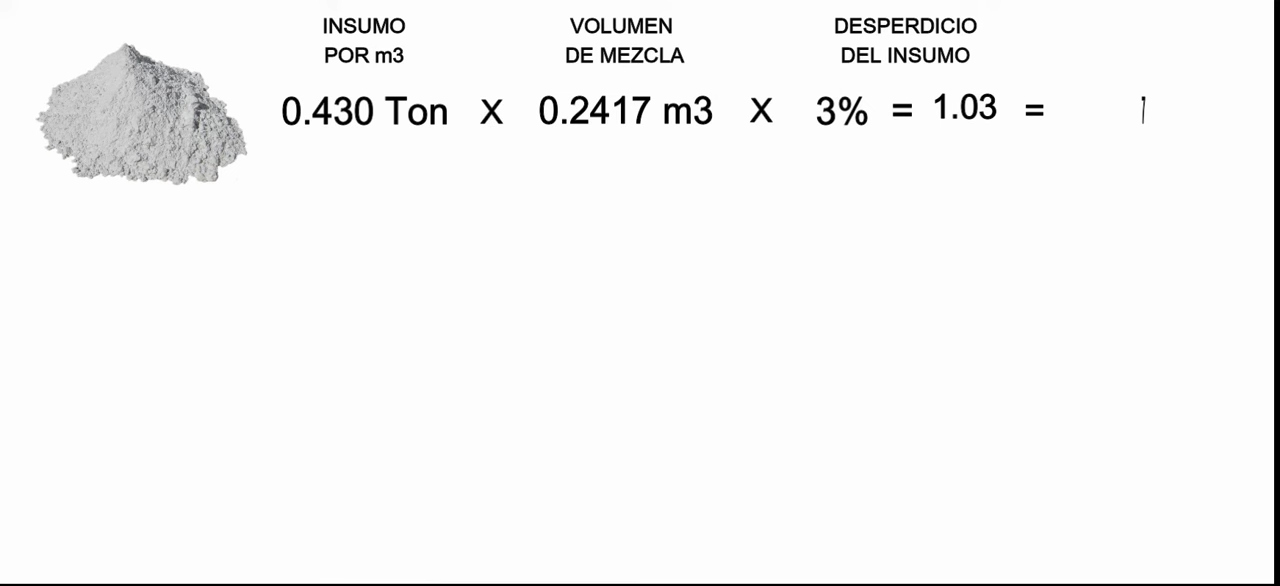 INSUMO
POR m3
VOLUMEN
DE MEZCLA
DESPERDICIO
DEL INSUMO
0.430 Ton X 0.2417 m3 X 3% = 1.03 =